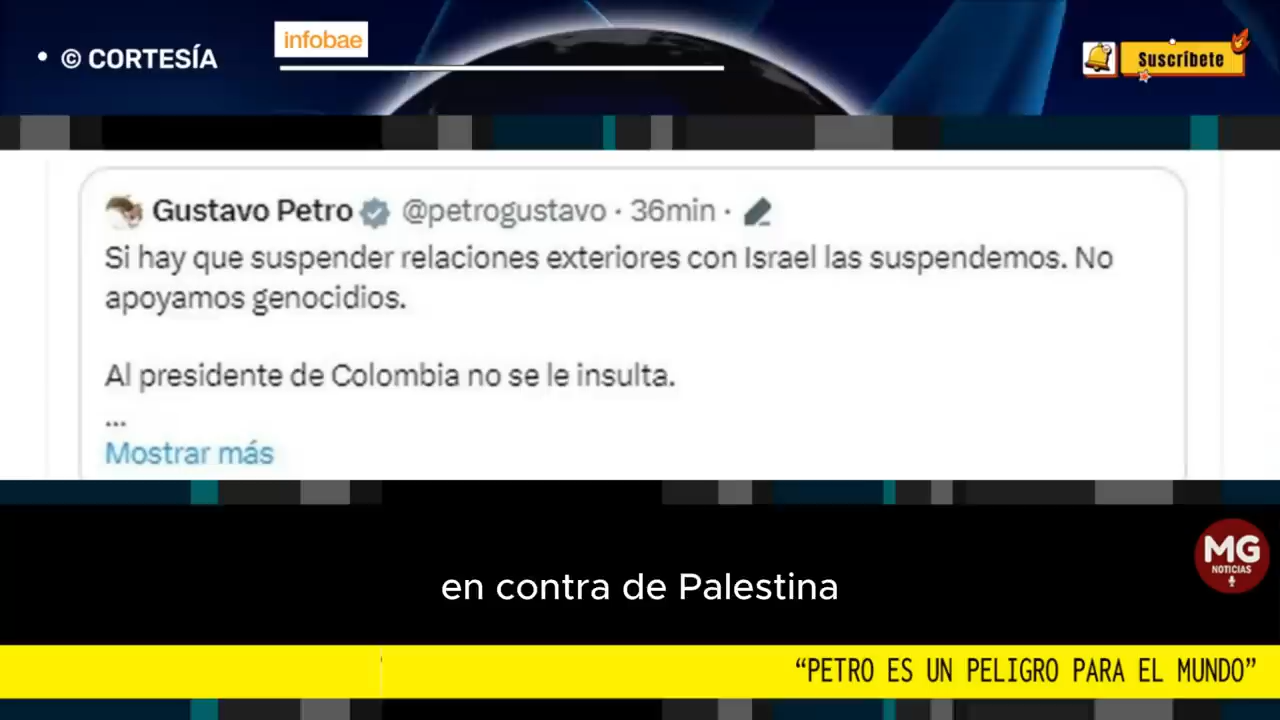 • © CORTESÍA
infobae
Suscríbete
Gustavo Petro @petrogustavo · 36min ·
Si hay que suspender relaciones exteriores con Israel las suspendemos. No
apoyamos genocidios.
Al presidente de Colombia no se le insulta.
...
Mostrar más
MG
NOTICIAS
en contra de Palestina
“PETRO ES UN PELIGRO PARA EL MUNDO”